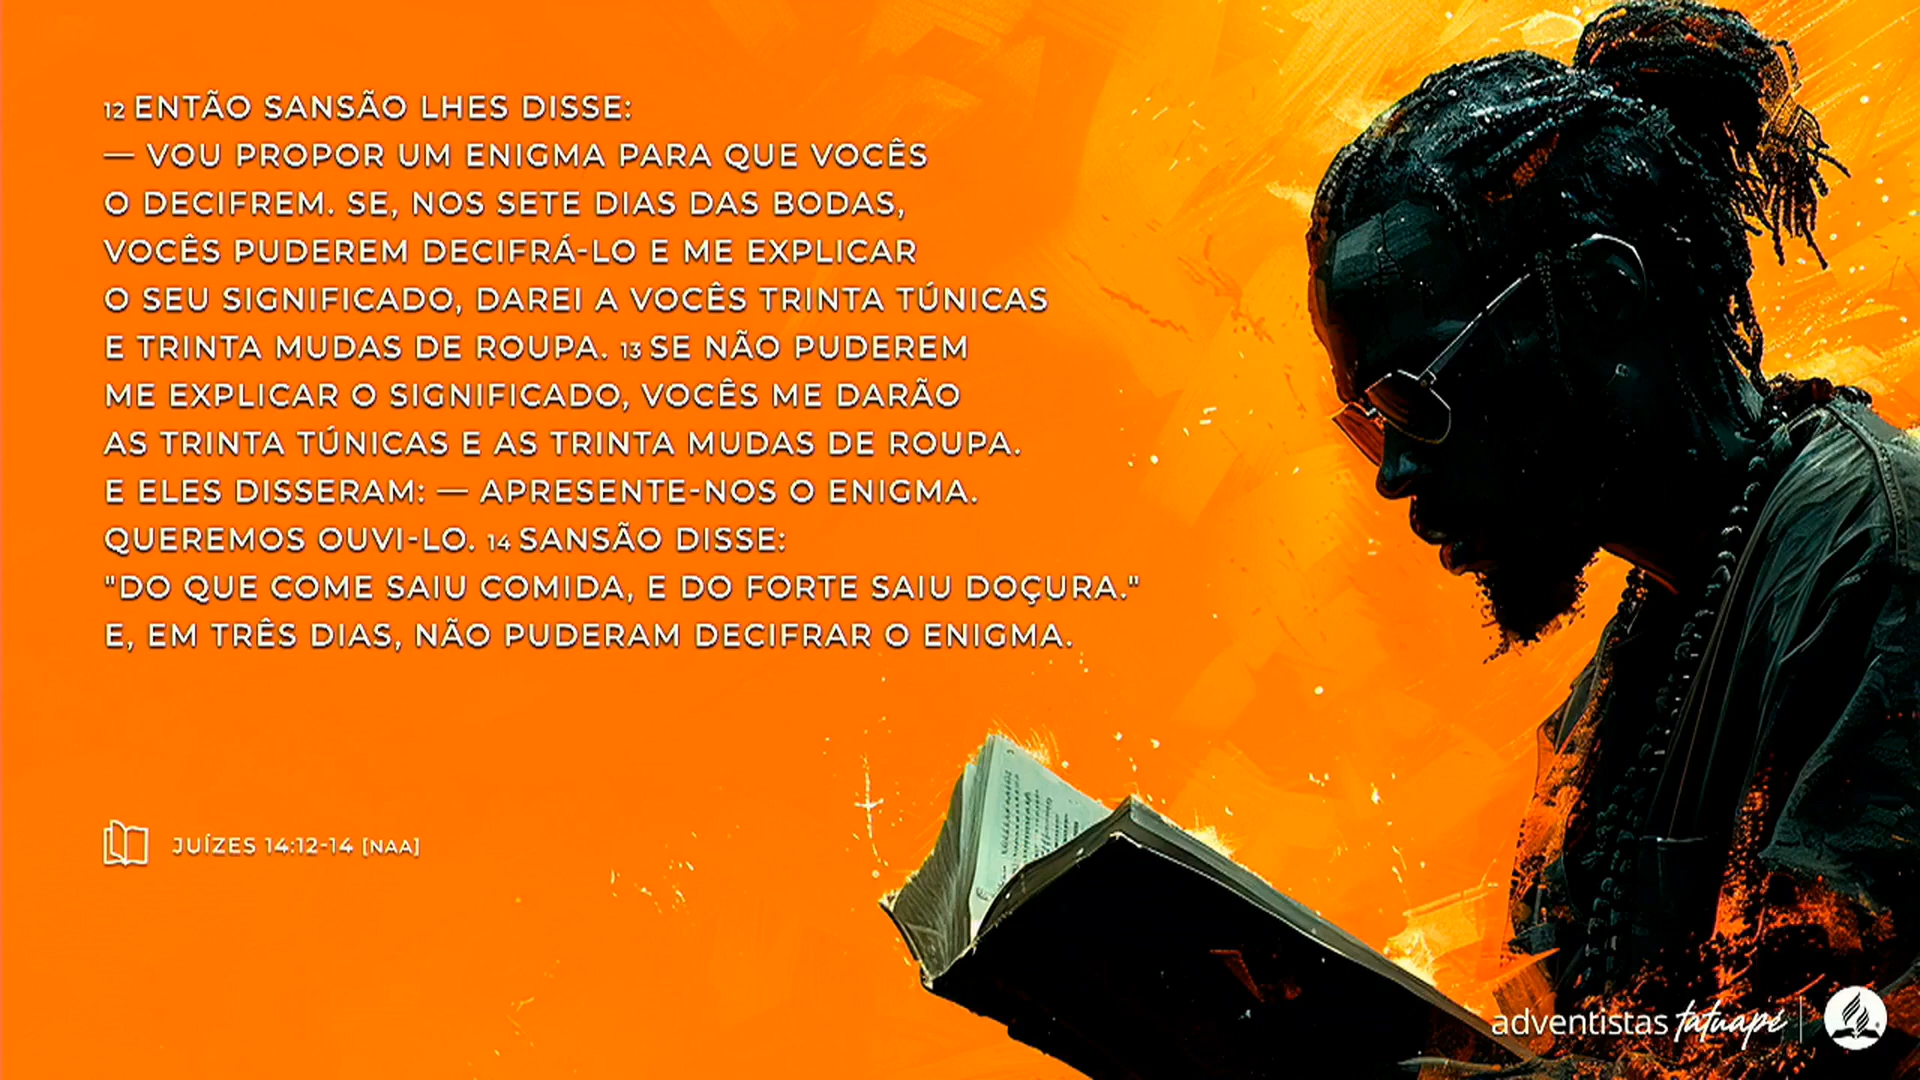 12 ENTÃO SANSÃO LHES DISSE:
— VOU PROPOR UM ENIGMA PARA QUE VOCÊS
O DECIFREM. SE, NOS SETE DIAS DAS BODAS,
VOCÊS PUDEREM DECIFRÁ-LO E ME EXPLICAR
O SEU SIGNIFICADO, DAREI A VOCÊS TRINTA TÚNICAS
E TRINTA MUDAS DE ROUPA. 13 SE NÃO PUDEREM
ME EXPLICAR O SIGNIFICADO, VOCÊS ME DARÃO
AS TRINTA TÚNICAS E AS TRINTA MUDAS DE ROUPA.
E ELES DISSERAM: — APRESENTE-NOS O ENIGMA.
QUEREMOS OUVI-LO. 14 SANSÃO DISSE:
"DO QUE COME SAIU COMIDA, E DO FORTE SAIU DOÇURA."
E, EM TRÊS DIAS, NÃO PUDERAM DECIFRAR O ENIGMA.
JUÍZES 14:12-14 [NAA]
adventistas tatuapé